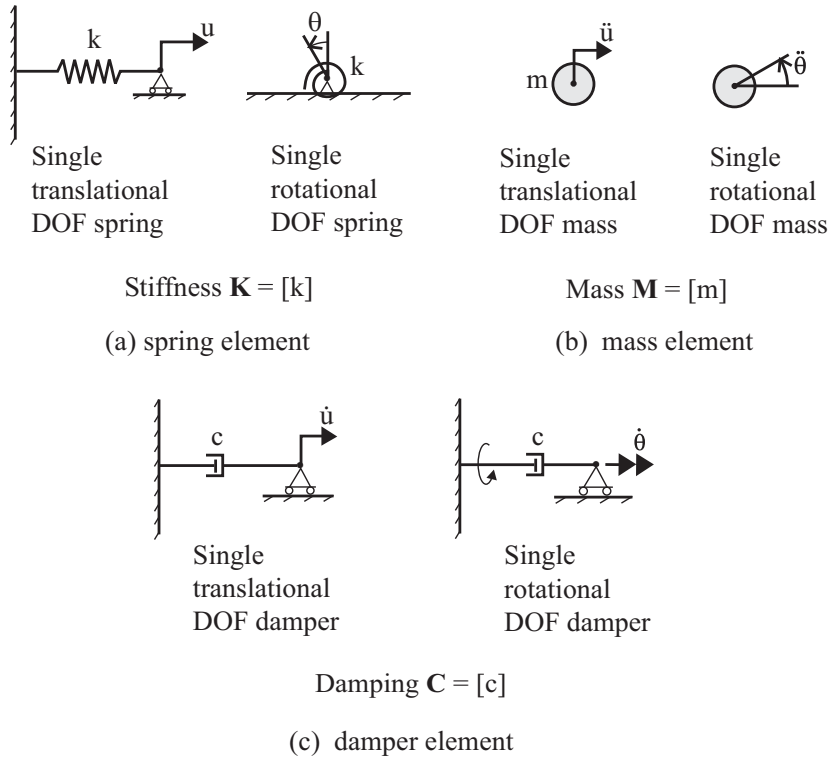 u
k
θ
k
Single
translational
DOF spring
Single
rotational
DOF spring
Stiffness K = [k]
(a) spring element
ü
m
θ̈
Single
translational
DOF mass
Single
rotational
DOF mass
Mass M = [m]
(b) mass element
u̇
c
Single
translational
DOF damper
c
θ̇
Single
rotational
DOF damper
Damping C = [c]
(c) damper element